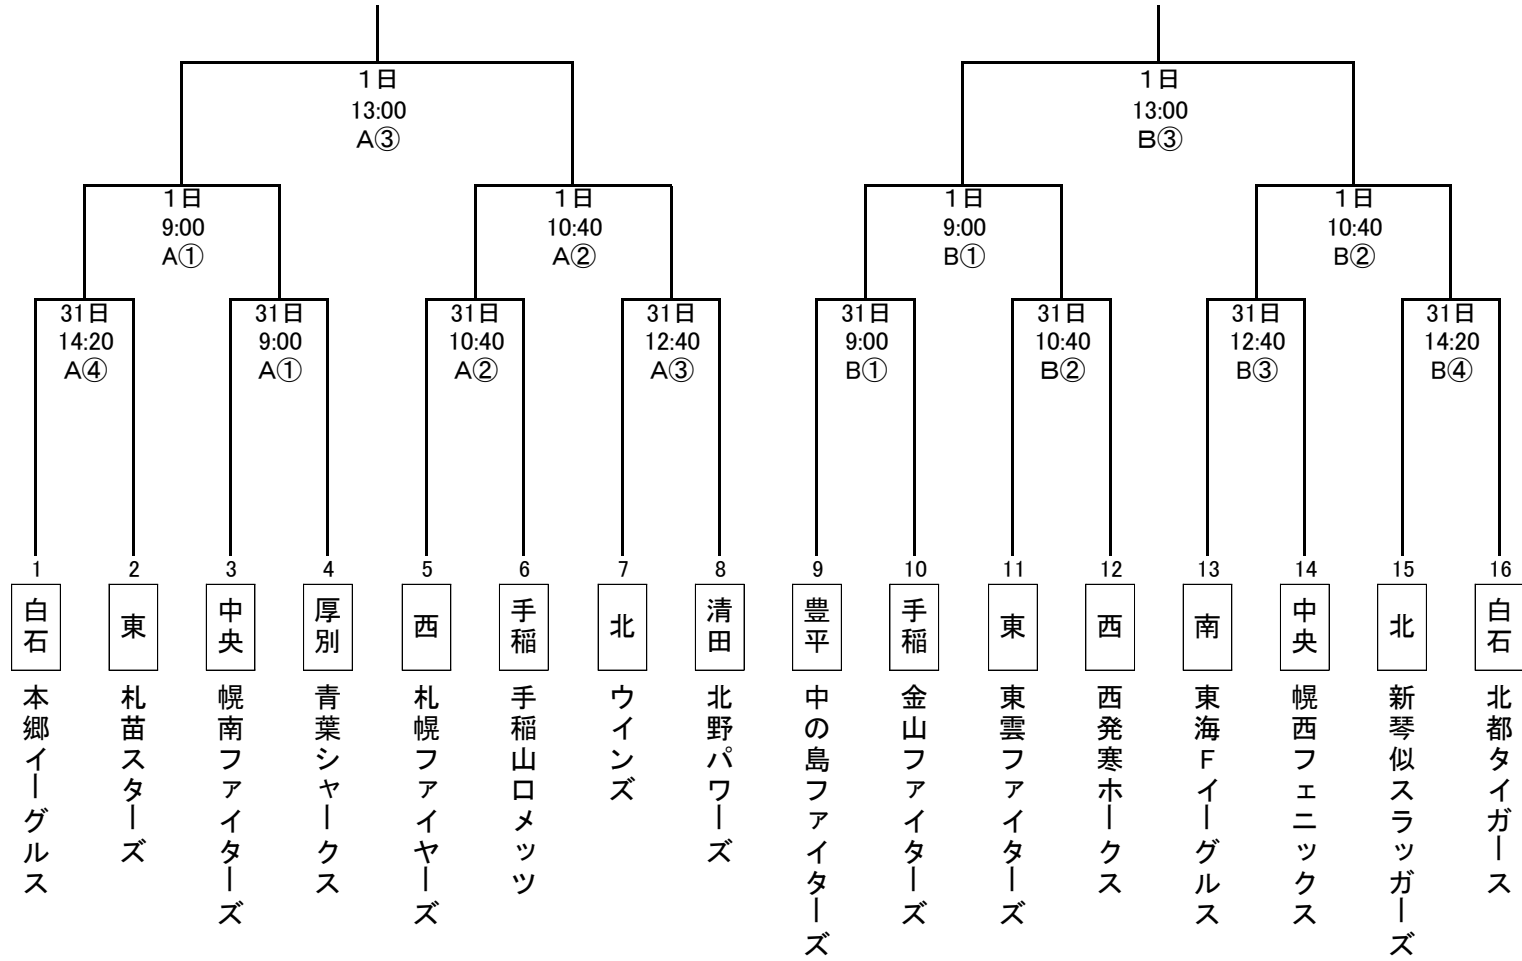 1日
13:00
A③
1日
13:00
B③
1日
9:00
A①
1日
10:40
A②
1日
9:00
B①
1日
10:40
B②
31日
14:20
A④
31日
9:00
A①
31日
10:40
A②
31日
12:40
A③
31日
9:00
B①
31日
10:40
B②
31日
12:40
B③
31日
14:20
B④
1
白石
本郷イーグルス
2
東
札苗スターズ
3
中央
幌南ファイターズ
4
厚別
青葉シャークス
5
西
札幌ファイヤーズ
6
手稲
手稲山口メッツ
7
北
ウインズ
8
清田
北野パワーズ
9
豊平
中の島ファイターズ
10
手稲
金山ファイターズ
11
東
東雲ファイターズ
12
西
西発寒ホークス
13
南
東海Fイーグルス
14
中央
幌西フェニックス
15
北
新琴似スラッガーズ
16
白石
北都タイガース